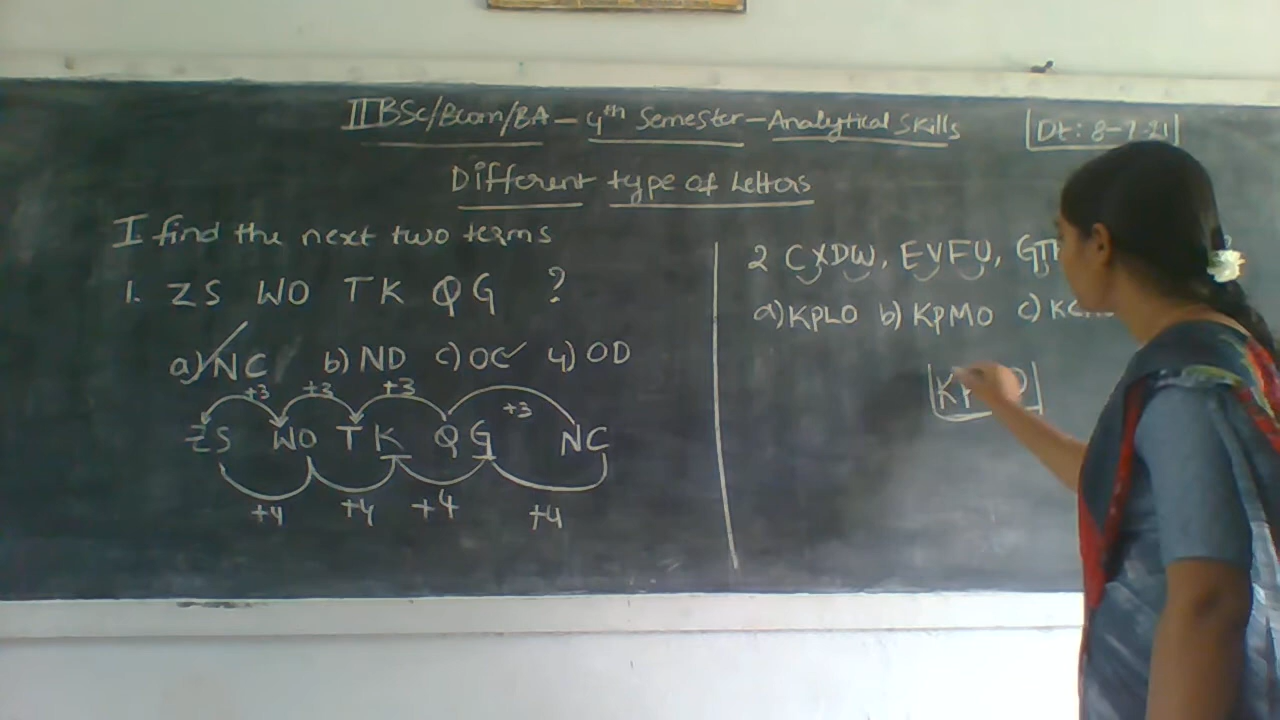 II BSc/Bcom/BA - 4th Semester - Analytical Skills
Dt: 8-7-21
Different type of Letters
I find the next two terms
1. ZS WO TK QG ?
a) NC b) ND c) OC 4) OD
+3 +3 +3 +3
ZS WO TK QG NC
+4 +4 +4 +4
2 CXDW, EVFU, GT
a) KPLO b) KPMO c)